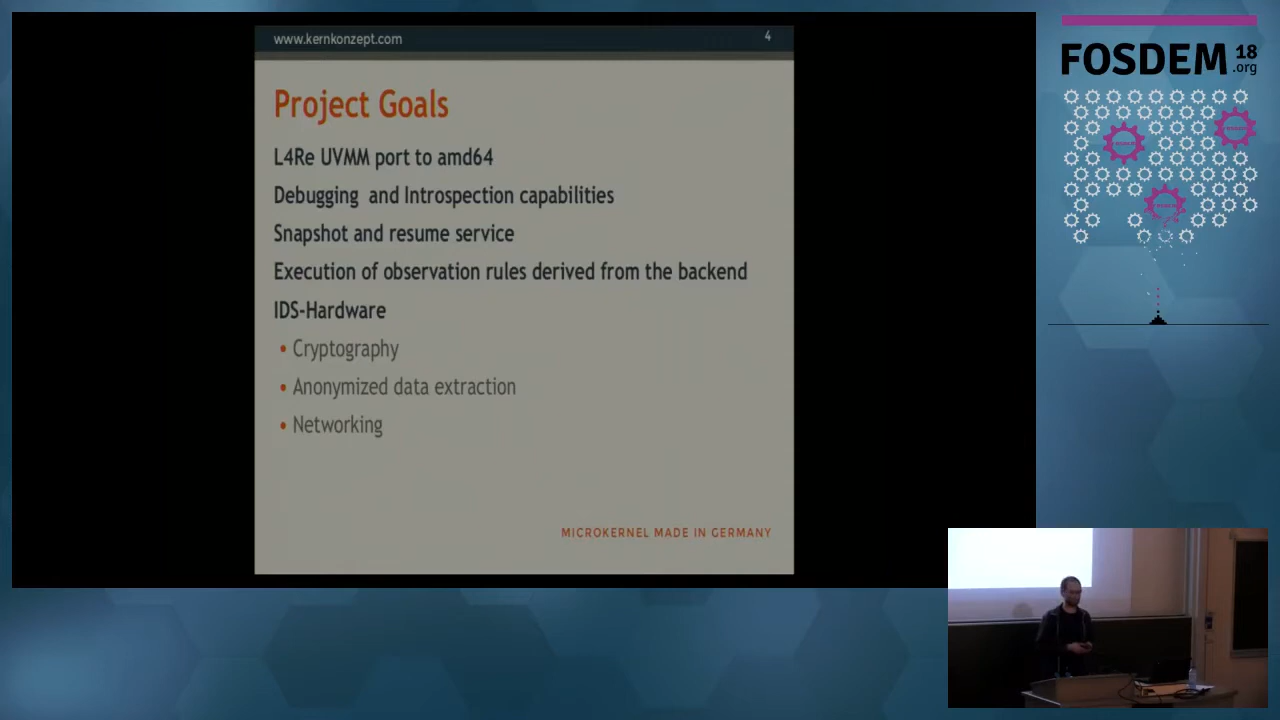 www.kernkonzept.com
4
Project Goals
L4Re UVMM port to amd64
Debugging and Introspection capabilities
Snapshot and resume service
Execution of observation rules derived from the backend
IDS-Hardware
• Cryptography
• Anonymized data extraction
• Networking
MICROKERNEL MADE IN GERMANY
FOSDEM 18
.org